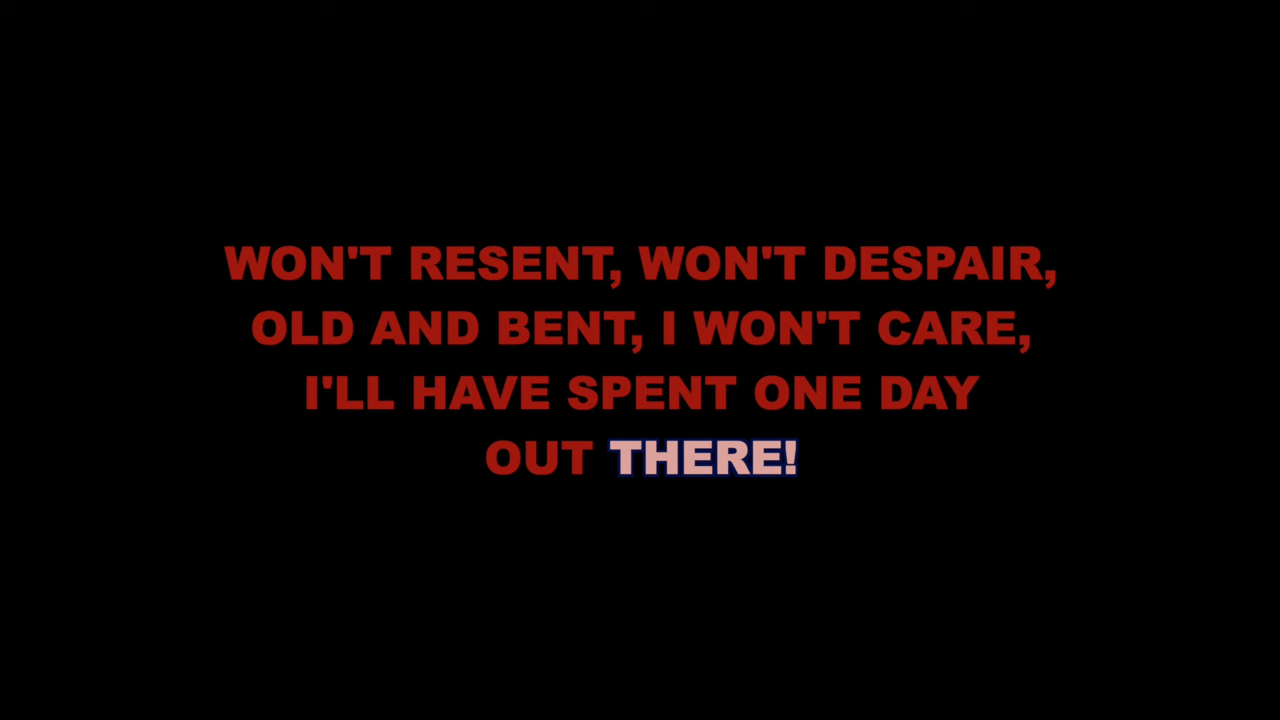 WON'T RESENT, WON'T DESPAIR,
OLD AND BENT, I WON'T CARE,
I'LL HAVE SPENT ONE DAY
OUT THERE!